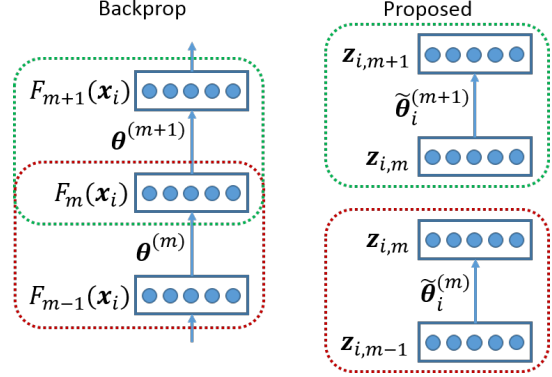 Backprop
F_{m+1}(x_i)
θ^{(m+1)}
F_m(x_i)
θ^{(m)}
F_{m−1}(x_i)
Proposed
z_{i,m+1}
θ̃_i^{(m+1)}
z_{i,m}
z_{i,m}
θ̃_i^{(m)}
z_{i,m−1}